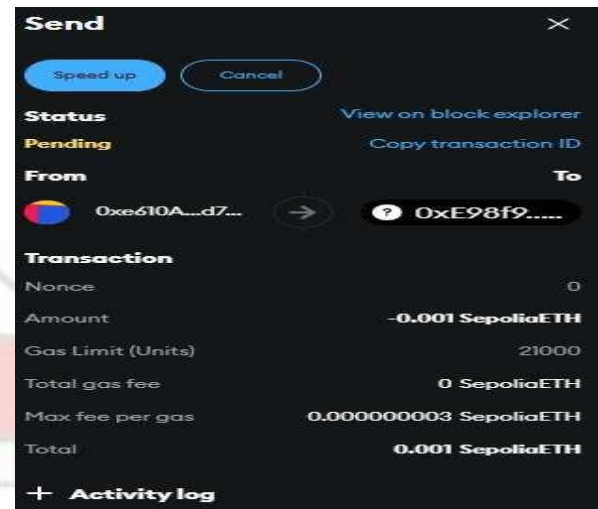 Send
Speed up Cancel
Status View on block explorer
Pending Copy transaction ID
From To
0xe610A...d7... 0xE98f9.....
Transaction
Nonce 0
Amount -0.001 SepoliaETH
Gas Limit (Units) 21000
Total gas fee 0 SepoliaETH
Max fee per gas 0.000000003 SepoliaETH
Total 0.001 SepoliaETH
+ Activity log